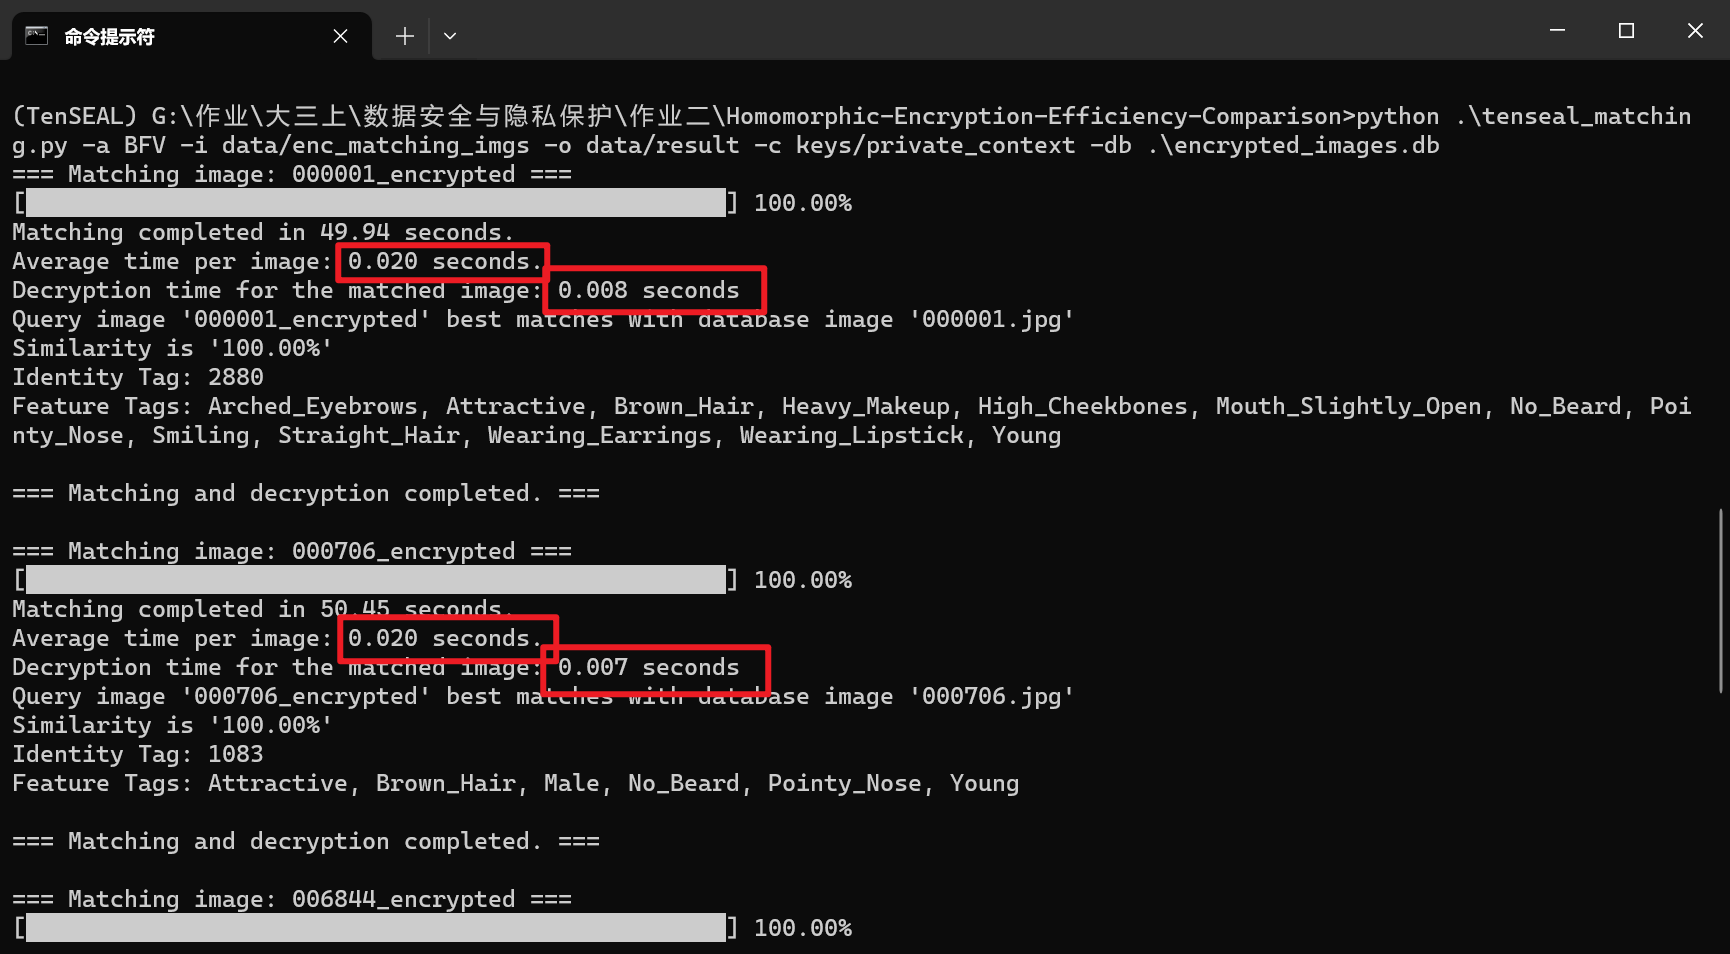 命令提示符
(TenSEAL) G:\作业\大三上\数据安全与隐私保护\作业二\Homomorphic-Encryption-Efficiency-Comparison>python .\tenseal_matchin
g.py -a BFV -i data/enc_matching_imgs -o data/result -c keys/private_context -db .\encrypted_images.db
=== Matching image: 000001_encrypted ===
[ ] 100.00%
Matching completed in 49.94 seconds.
Average time per image: 0.020 seconds.
Decryption time for the matched image: 0.008 seconds
Query image '000001_encrypted' best matches with database image '000001.jpg'
Similarity is '100.00%'
Identity Tag: 2880
Feature Tags: Arched_Eyebrows, Attractive, Brown_Hair, Heavy_Makeup, High_Cheekbones, Mouth_Slightly_Open, No_Beard, Poi
nty_Nose, Smiling, Straight_Hair, Wearing_Earrings, Wearing_Lipstick, Young
=== Matching and decryption completed. ===
=== Matching image: 000706_encrypted ===
[ ] 100.00%
Matching completed in 50.45 seconds.
Average time per image: 0.020 seconds.
Decryption time for the matched image: 0.007 seconds
Query image '000706_encrypted' best matches with database image '000706.jpg'
Similarity is '100.00%'
Identity Tag: 1083
Feature Tags: Attractive, Brown_Hair, Male, No_Beard, Pointy_Nose, Young
=== Matching and decryption completed. ===
=== Matching image: 006844_encrypted ===
[ ] 100.00%